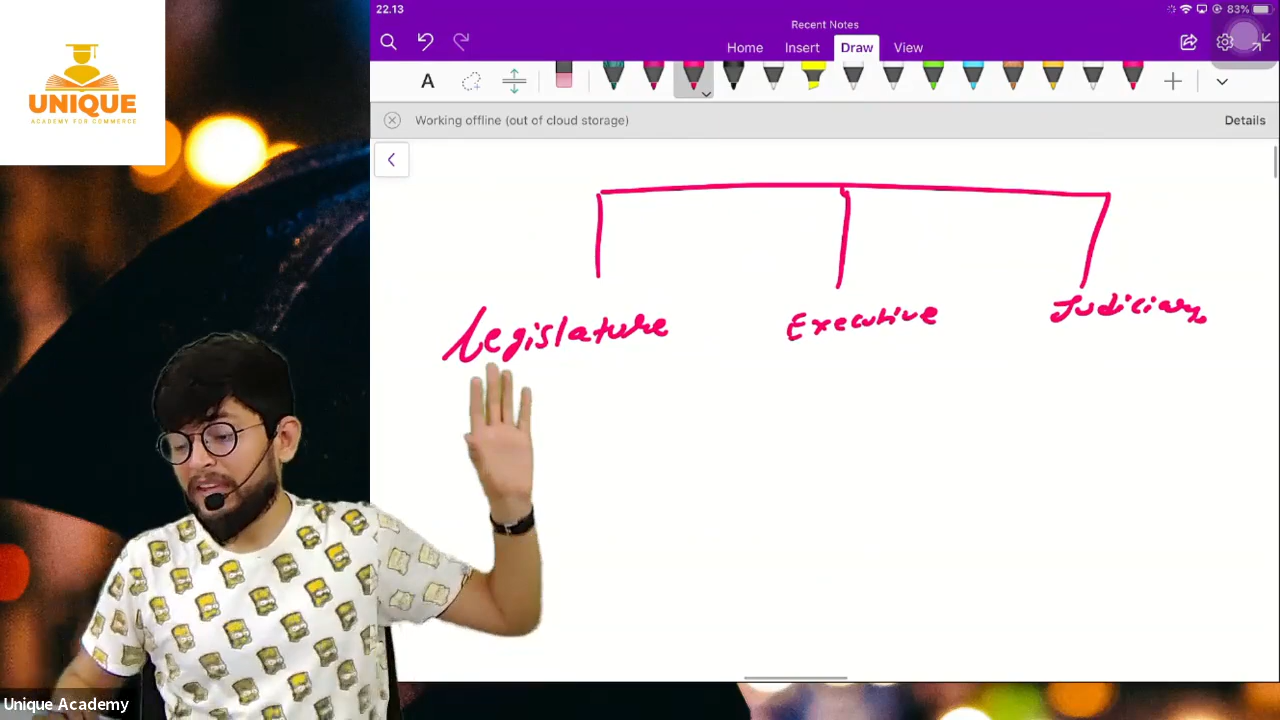 22.13
83%
Recent Notes
Home Insert Draw View
A
Working offline (out of cloud storage)
Details
UNIQUE
ACADEMY FOR COMMERCE
Legislature Executive Judiciary
Unique Academy